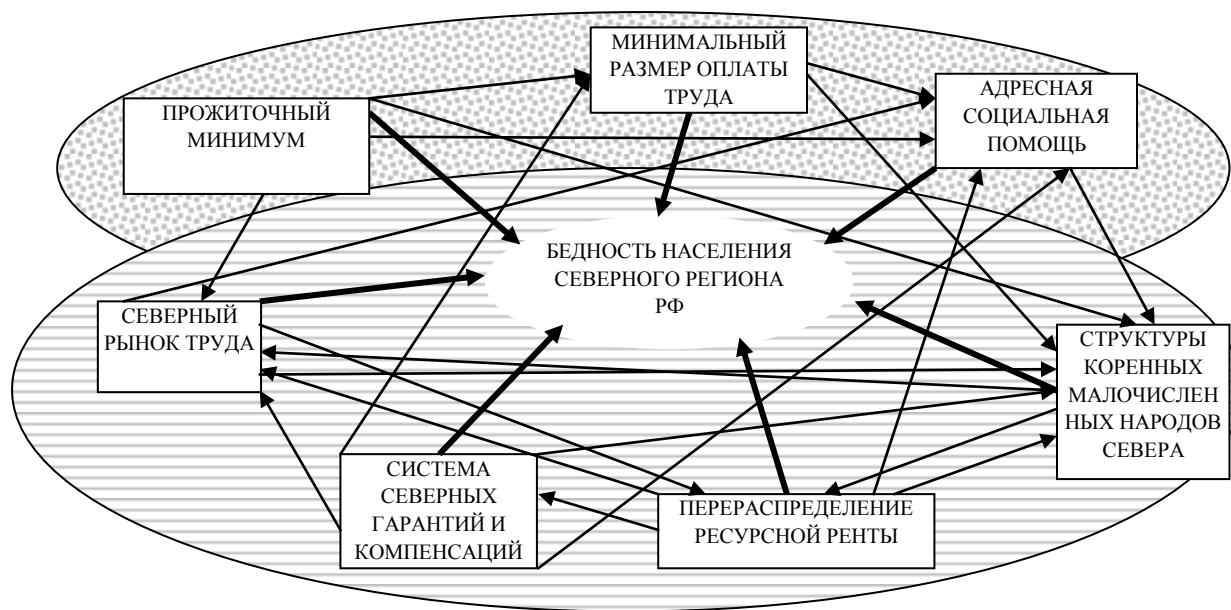 МИНИМАЛЬНЫЙ
РАЗМЕР ОПЛАТЫ
ТРУДА
АДРЕСНАЯ
СОЦИАЛЬНАЯ
ПОМОЩЬ
ПРОЖИТОЧНЫЙ
МИНИМУМ
БЕДНОСТЬ НАСЕЛЕНИЯ
СЕВЕРНОГО РЕГИОНА
РФ
СЕВЕРНЫЙ
РЫНОК ТРУДА
СТРУКТУРЫ
КОРЕННЫХ
МАЛОЧИСЛЕН
НЫХ НАРОДОВ
СЕВЕРА
СИСТЕМА
СЕВЕРНЫХ
ГАРАНТИЙ И
КОМПЕНСАЦИЙ
ПЕРЕРАСПРЕДЕЛЕНИЕ
РЕСУРСНОЙ РЕНТЫ